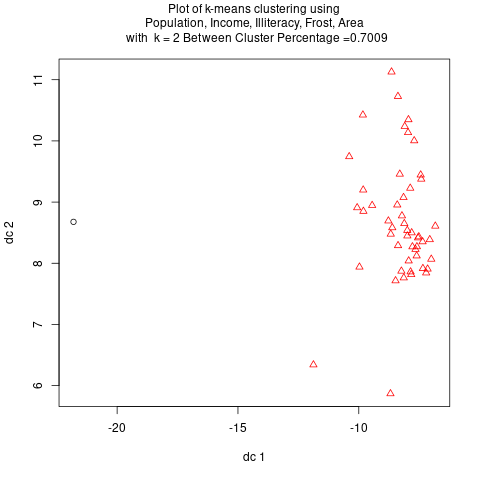 Plot of k-means clustering using
Population, Income, Illiteracy, Frost, Area
with k = 2 Between Cluster Percentage =0.7009
11
10
9
8
7
6
dc 2
-20 -15 -10
dc 1